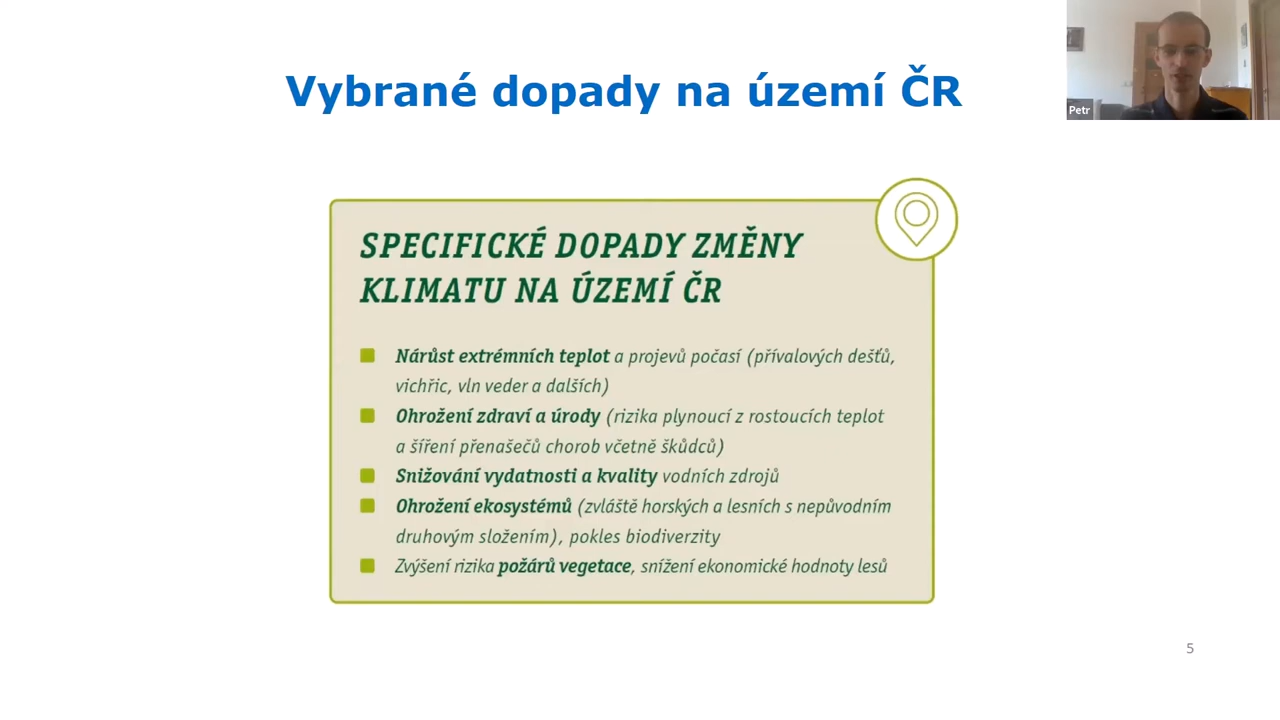 Vybrané dopady na území ČR
Petr
SPECIFICKÉ DOPADY ZMĚNY
KLIMATU NA ÚZEMÍ ČR
Nárůst extrémních teplot a projevů počasí (přívalových dešťů,
vichřic, vln veder a dalších)
Ohrožení zdraví a úrody (rizika plynoucí z rostoucích teplot
a šíření přenašečů chorob včetně škůdců)
Snižování vydatnosti a kvality vodních zdrojů
Ohrožení ekosystémů (zvláště horských a lesních s nepůvodním
druhovým složením), pokles biodiverzity
Zvýšení rizika požárů vegetace, snížení ekonomické hodnoty lesů
5